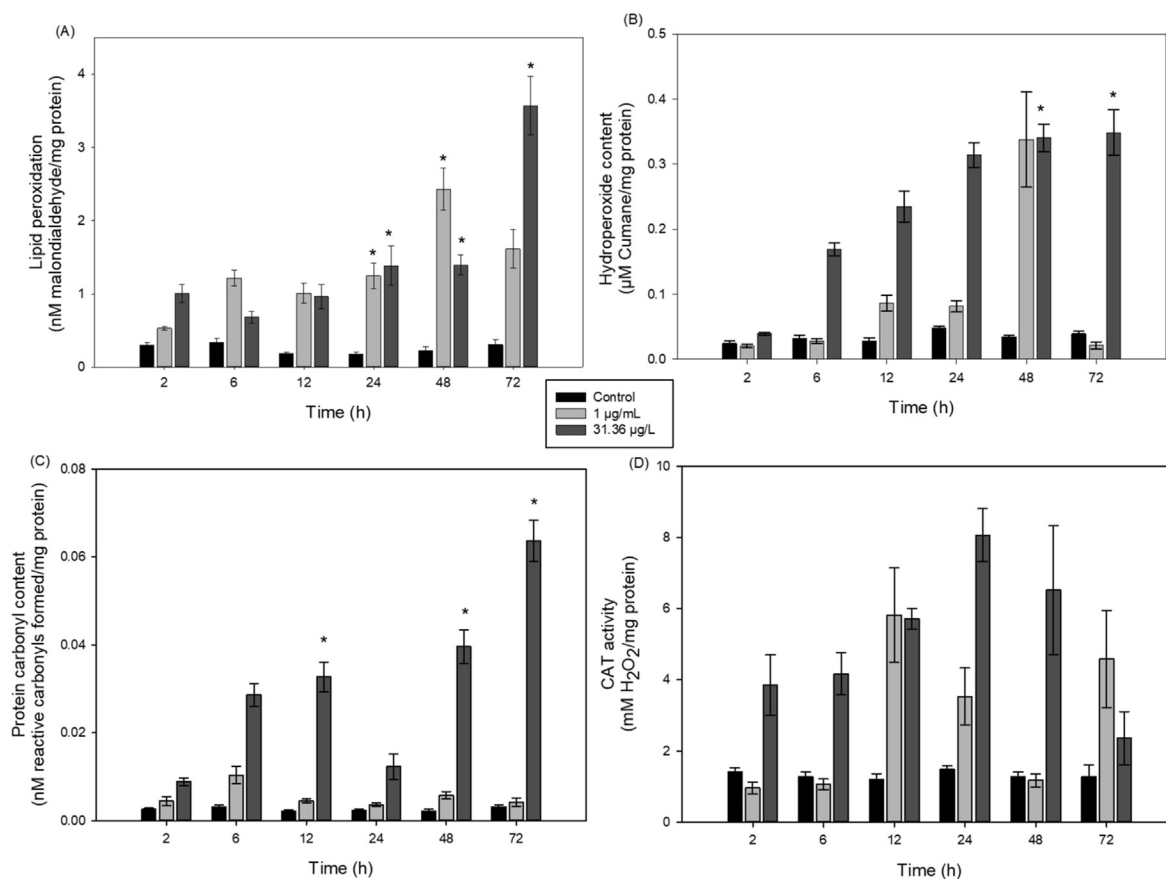 (A)
Lipid peroxidation
(nM malondialdehyde/mg protein)
4
3
2
1
0
*
*
*
*
*
2 6 12 24 48 72
Time (h)
(B)
Hydroperoxide content
(µM Cumane/mg protein)
0.5
0.4
0.3
0.2
0.1
0.0
*
*
2 6 12 24 48 72
Time (h)
Control
1 µg/mL
31.36 µg/L
(C)
Protein carbonyl content
(nM reactive carbonyls formed/mg protein)
0.08
0.06
0.04
0.02
0.00
*
*
*
2 6 12 24 48 72
Time (h)
(D)
CAT activity
(mM H₂O₂/mg protein)
10
8
6
4
2
0
2 6 12 24 48 72
Time (h)